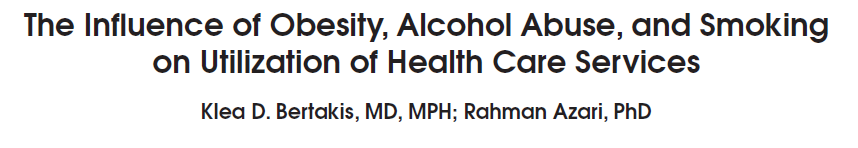 The Influence of Obesity, Alcohol Abuse, and Smoking
on Utilization of Health Care Services
Klea D. Bertakis, MD, MPH; Rahman Azari, PhD